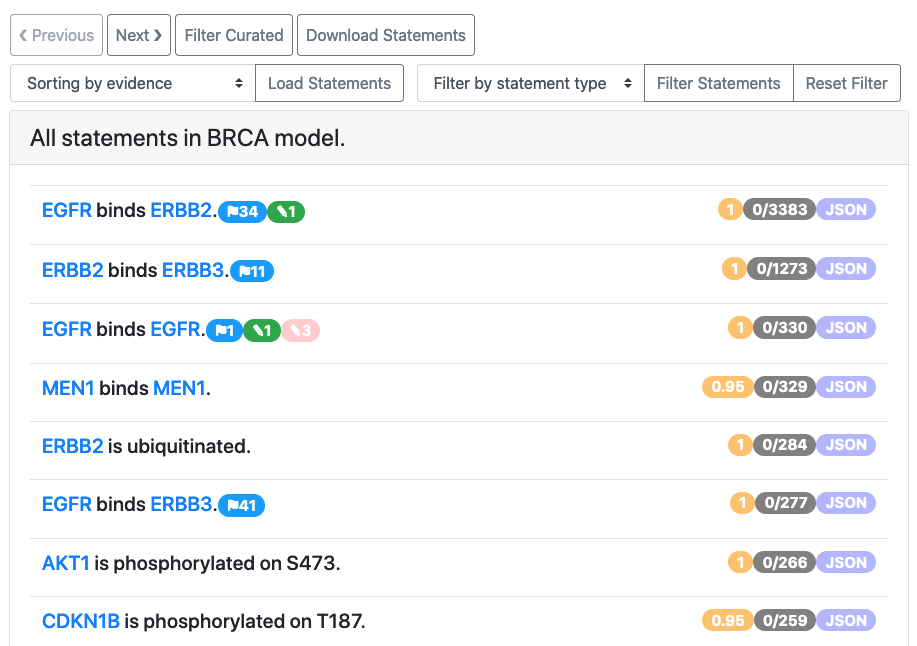 ❮ Previous Next ❯ Filter Curated Download Statements
Sorting by evidence Load Statements Filter by statement type Filter Statements Reset Filter
All statements in BRCA model.
EGFR binds ERBB2. 34 1 1 0/3383 JSON
ERBB2 binds ERBB3. 11 1 0/1273 JSON
EGFR binds EGFR. 1 1 3 1 0/330 JSON
MEN1 binds MEN1. 0.95 0/329 JSON
ERBB2 is ubiquitinated. 1 0/284 JSON
EGFR binds ERBB3. 41 1 0/277 JSON
AKT1 is phosphorylated on S473. 1 0/266 JSON
CDKN1B is phosphorylated on T187. 0.95 0/259 JSON